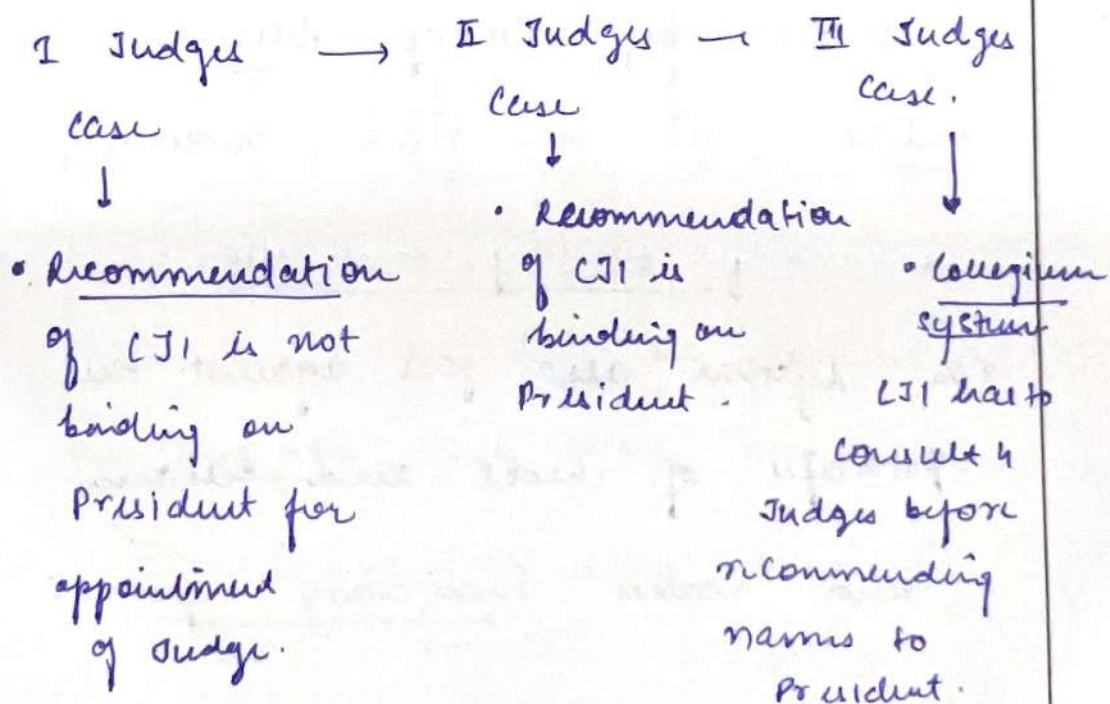 I Judges → II Judges — III Judges
case
↓
• Recommendation
of CJI is not
binding on
President for
appointment
of Judge.
case
↓
• Recommendation
of CJI is
binding on
President.
case.
↓
• Collegium
system
CJI has to
consult 4
Judges before
recommending
names to
President.